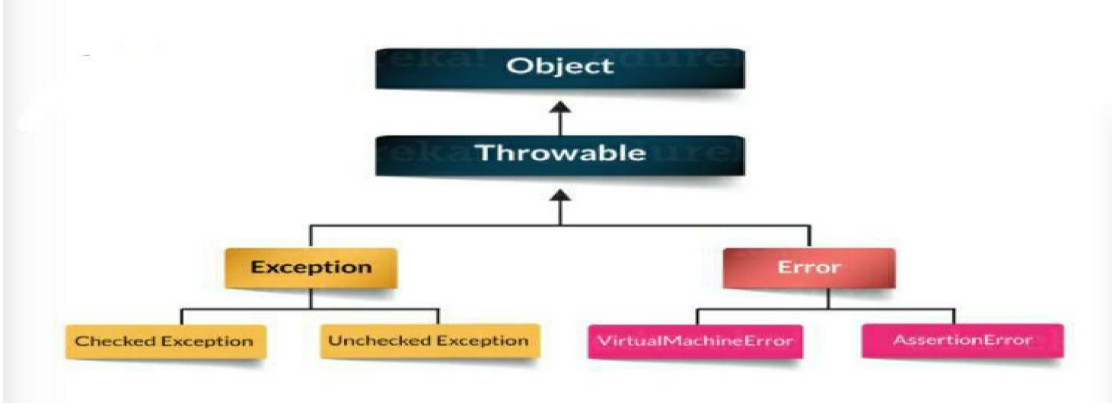 Object
Throwable
Exception
Error
Checked Exception
Unchecked Exception
VirtualMachineError
AssertionError